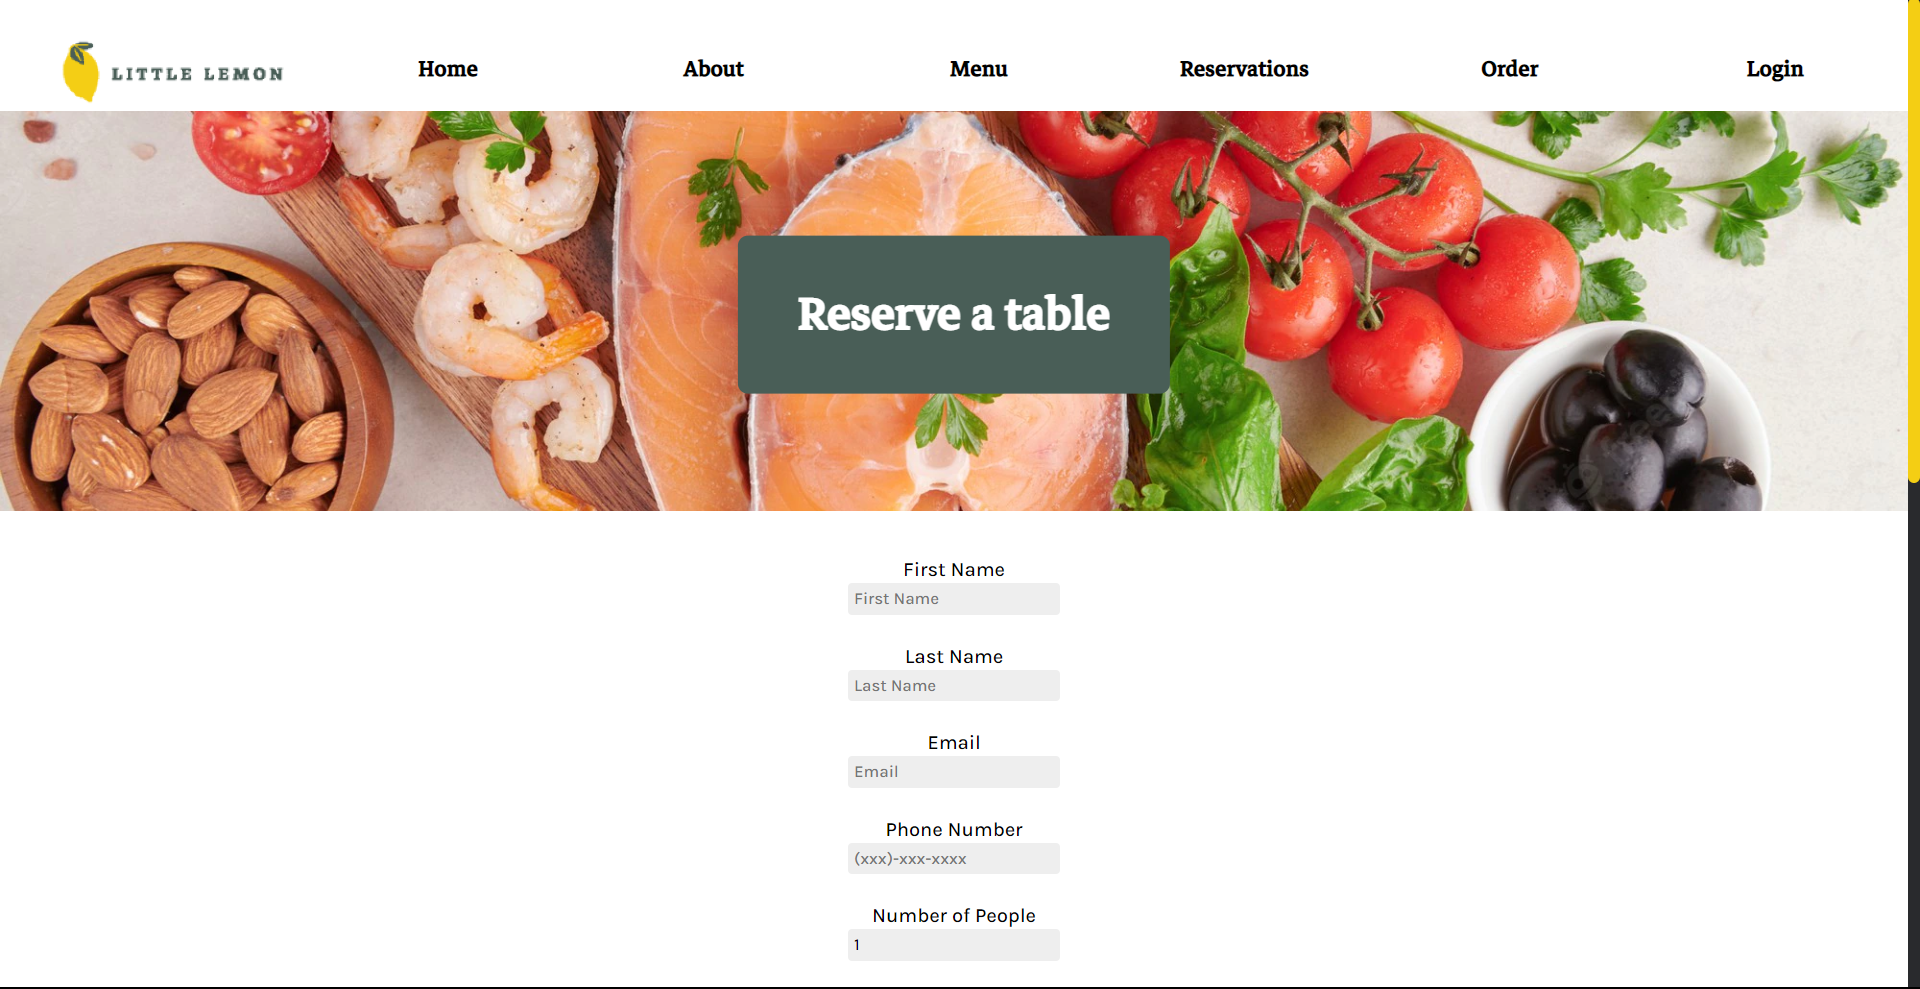 LITTLE LEMON
Home
About
Menu
Reservations
Order
Login
Reserve a table
First Name
First Name
Last Name
Last Name
Email
Email
Phone Number
(xxx)-xxx-xxxx
Number of People
1